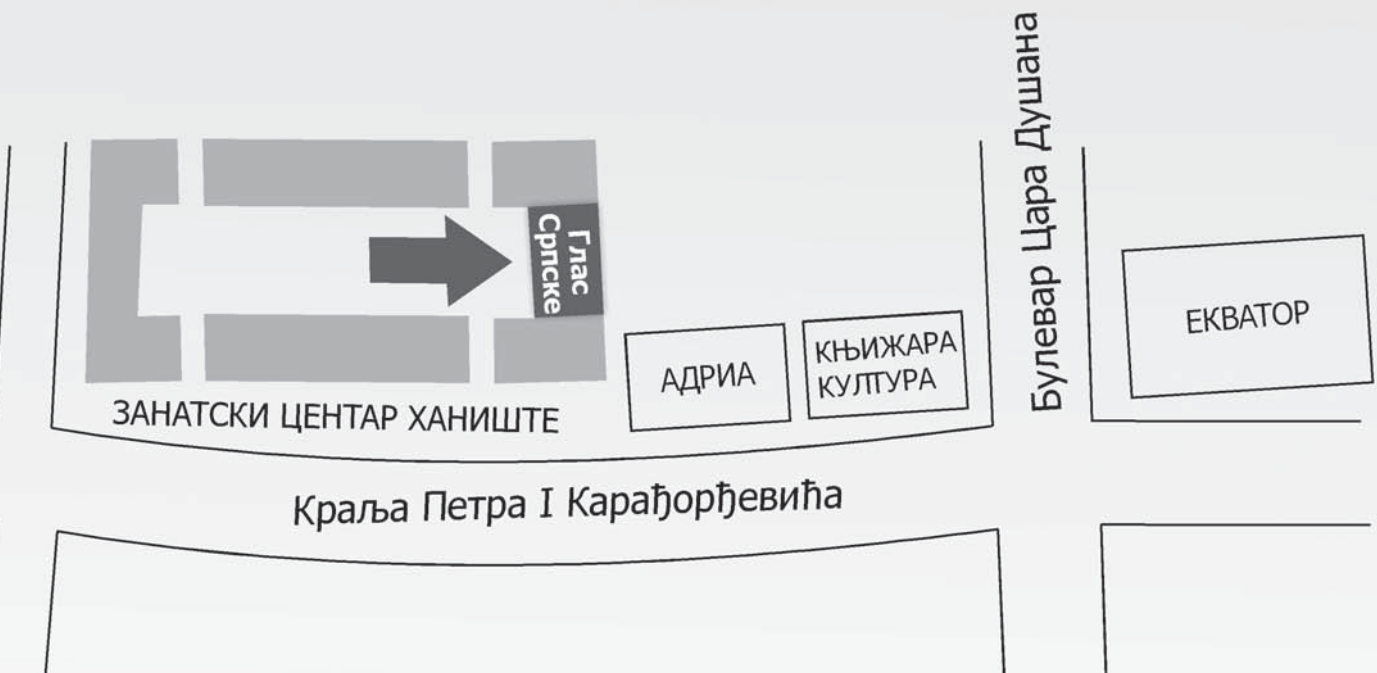 Булевар Цара Душана
Глас
Српске
ЕКВАТОР
КЊИЖАРА
КУЛТУРА
АДРИА
ЗАНАТСКИ ЦЕНТАР ХАНИШТЕ
Краља Петра I Карађорђевића